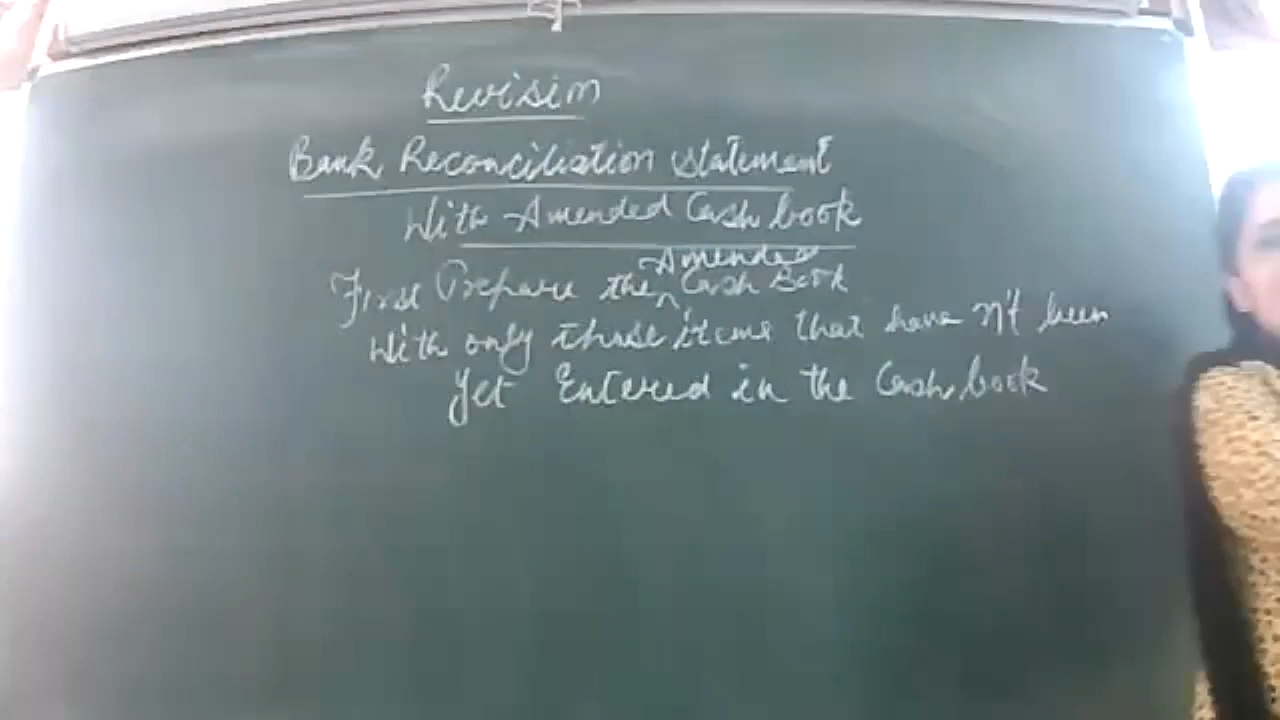 Revision
Bank Reconciliation statement
With Amended Cash book
First Prepare the Amended Cash Book
With only those items that have n't been
Yet Entered in the Cash book